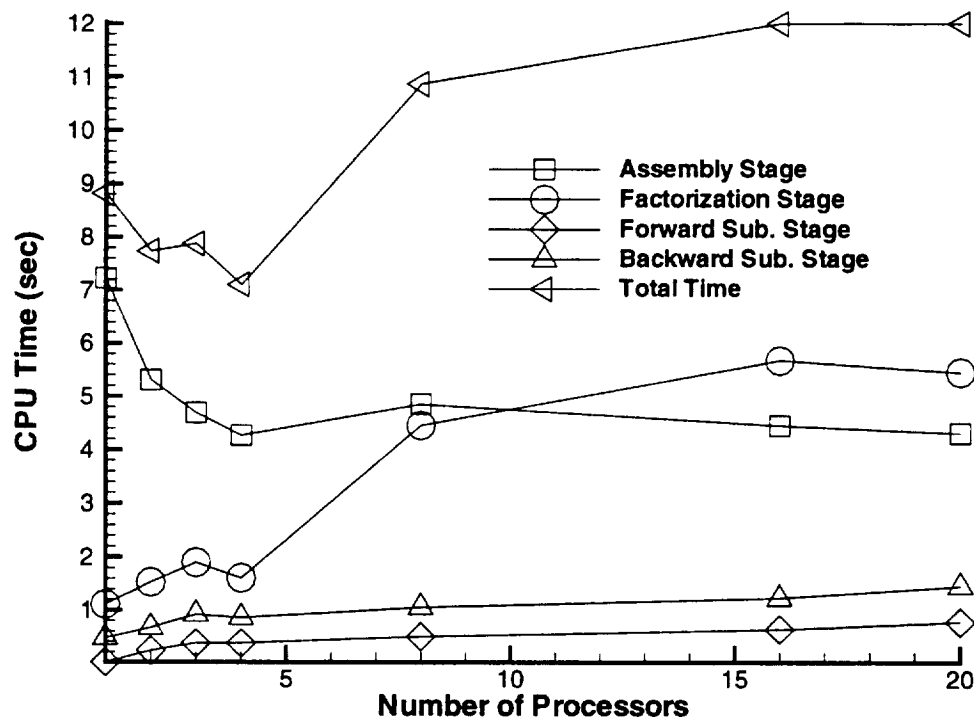 12
11
10
9
8
7
6
5
4
3
2
1
CPU Time (sec)
Assembly Stage
Factorization Stage
Forward Sub. Stage
Backward Sub. Stage
Total Time
5
10
15
20
Number of Processors